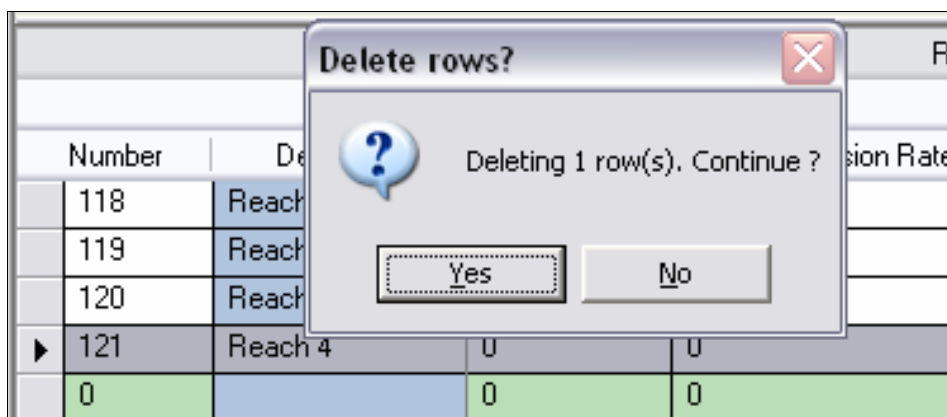 Delete rows?
Deleting 1 row(s). Continue ?
Yes No
Number
118 Reach
119 Reach
120 Reach
121 Reach 4 0 0
0 0 0